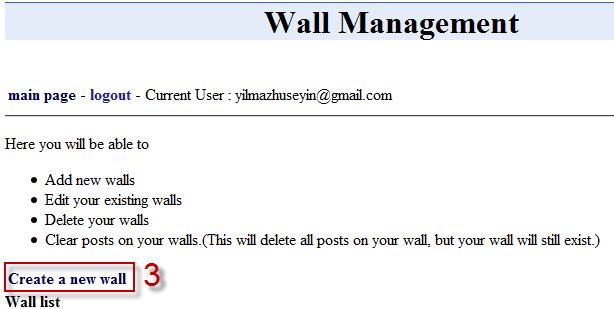 Wall Management
main page - logout - Current User : yilmazhuseyin@gmail.com
Here you will be able to
• Add new walls
• Edit your existing walls
• Delete your walls
• Clear posts on your walls.(This will delete all posts on your wall, but your wall will still exist.)
Create a new wall 3
Wall list